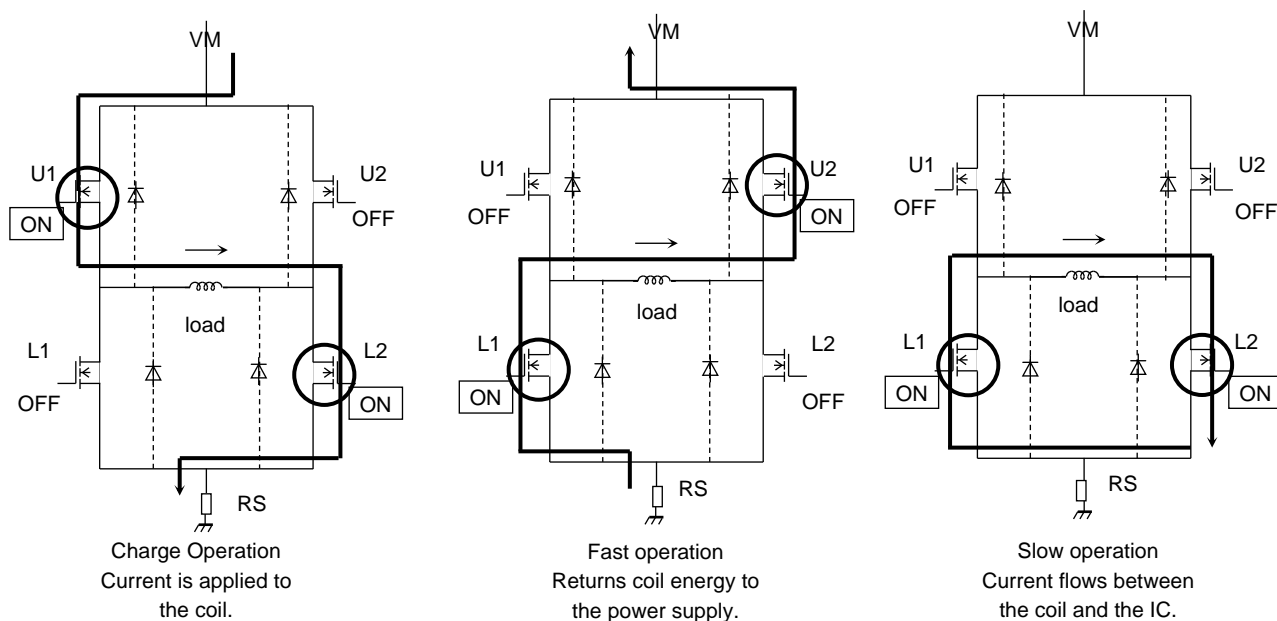 VM
U1
U2
ON
OFF
load
L1
L2
OFF
ON
RS
Charge Operation
Current is applied to
the coil.
VM
U1
U2
OFF
ON
load
L1
L2
ON
OFF
RS
Fast operation
Returns coil energy to
the power supply.
VM
U1
U2
OFF
OFF
load
L1
L2
ON
ON
RS
Slow operation
Current flows between
the coil and the IC.